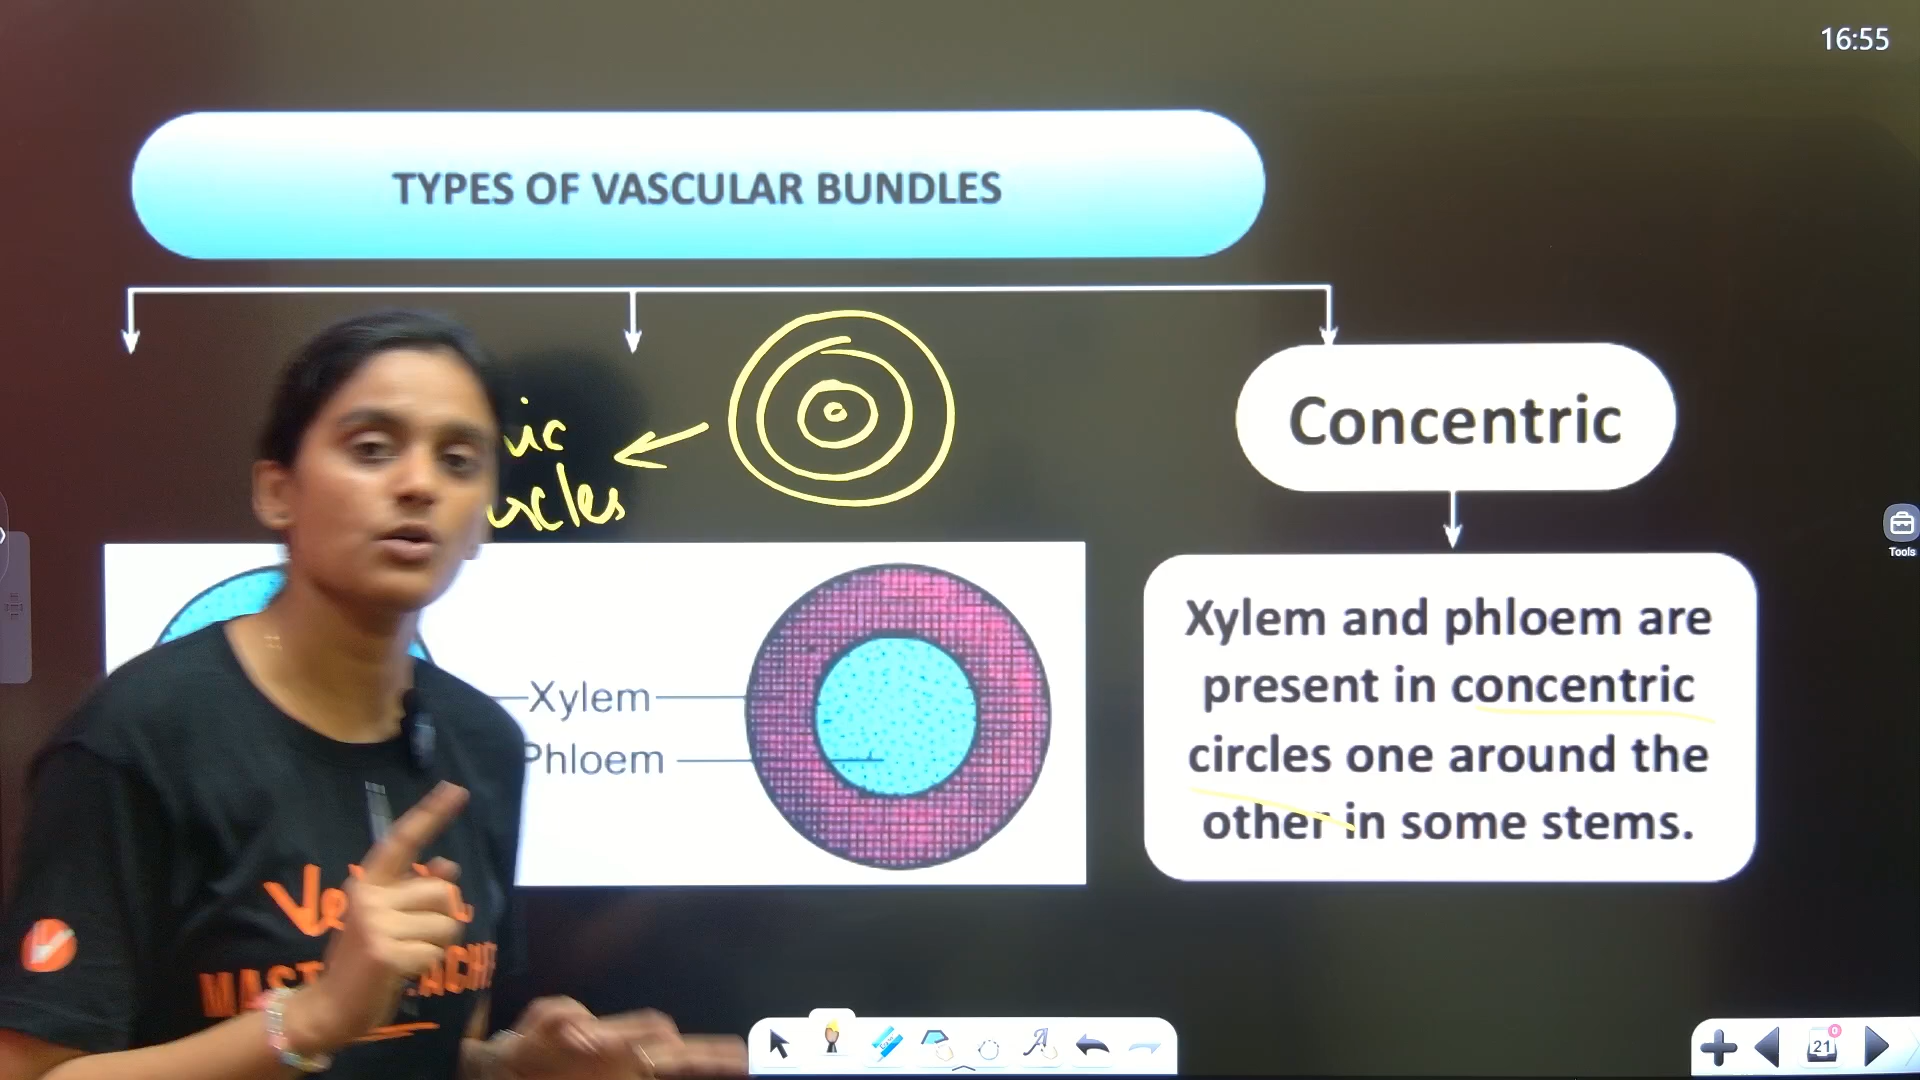 16:55
TYPES OF VASCULAR BUNDLES
Concentric
Xylem and phloem are
present in concentric
circles one around the
other in some stems.
Xylem
Phloem
Tools
21
0